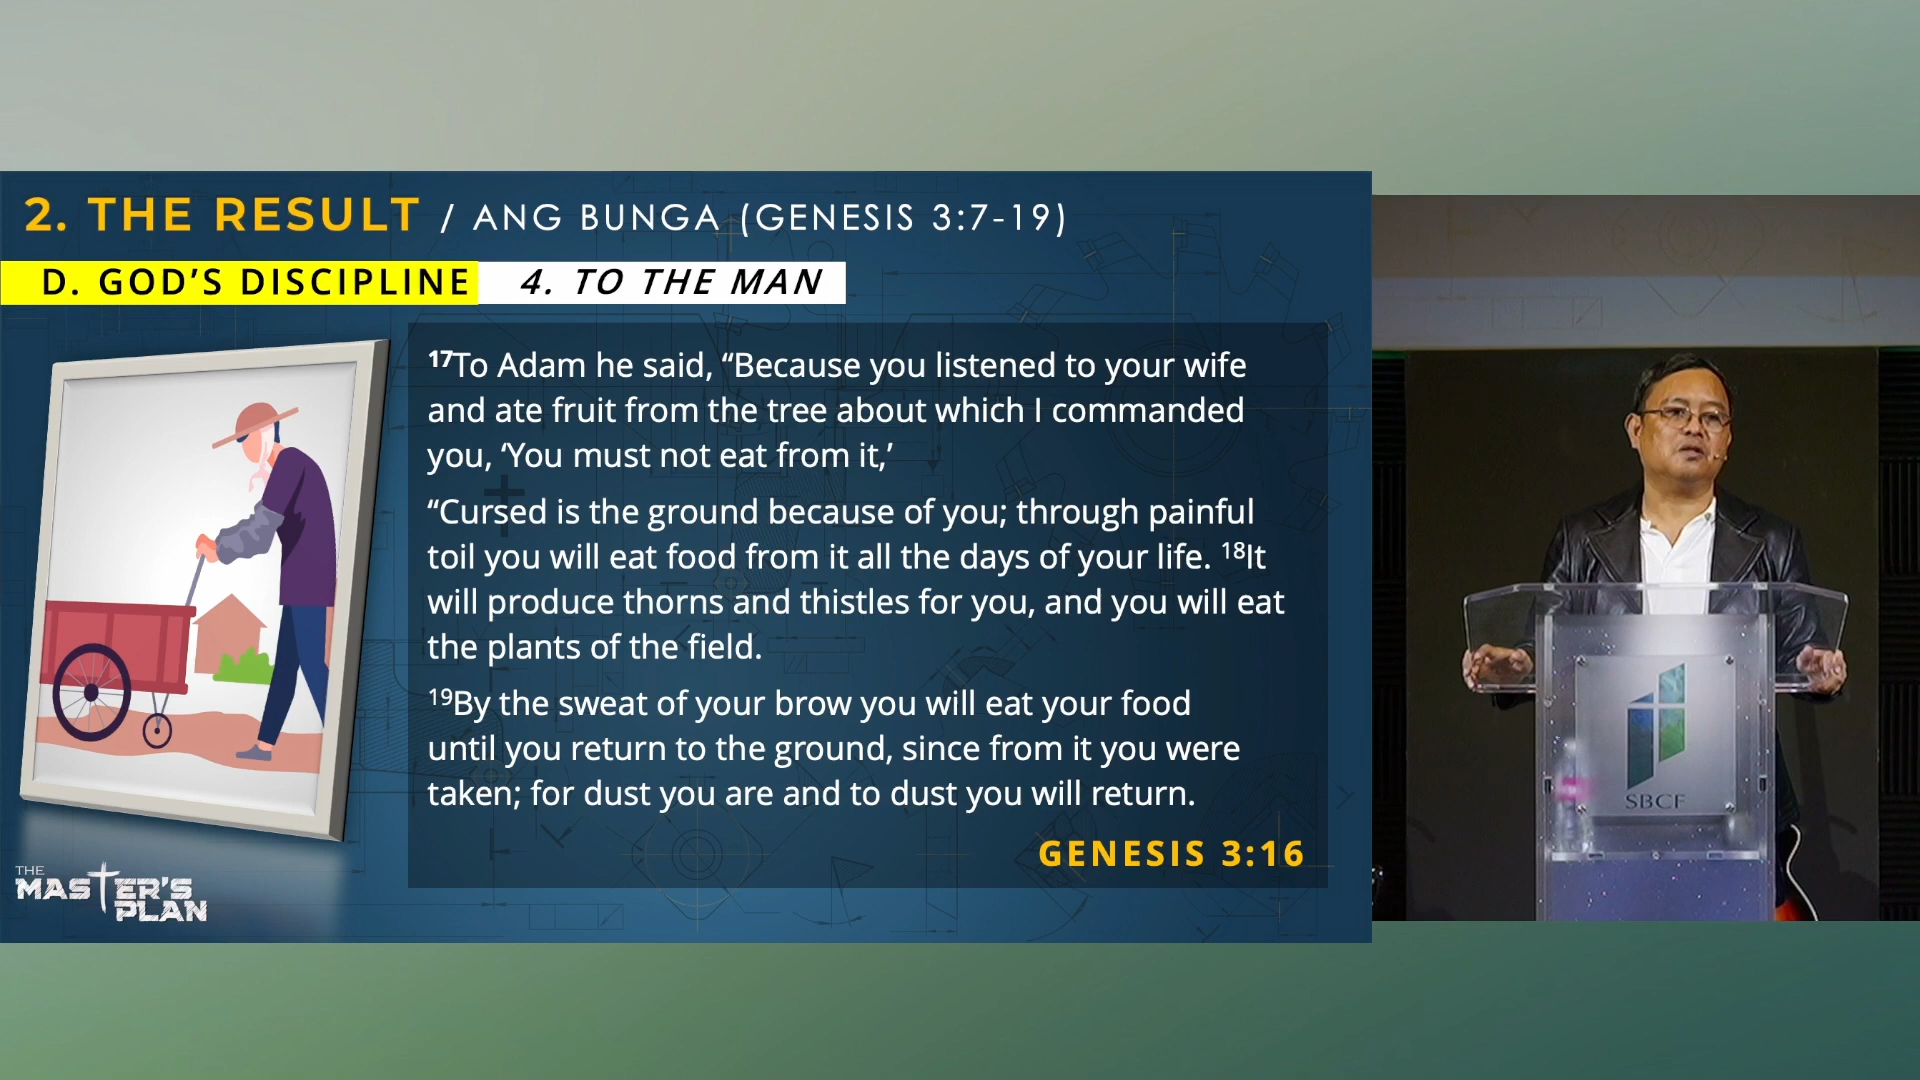 2. THE RESULT / ANG BUNGA (GENESIS 3:7-19)
D. GOD’S DISCIPLINE 4. TO THE MAN
17To Adam he said, “Because you listened to your wife
and ate fruit from the tree about which I commanded
you, ‘You must not eat from it,’
“Cursed is the ground because of you; through painful
toil you will eat food from it all the days of your life. 18It
will produce thorns and thistles for you, and you will eat
the plants of the field.
19By the sweat of your brow you will eat your food
until you return to the ground, since from it you were
taken; for dust you are and to dust you will return.
GENESIS 3:16
THE
MASTER'S
PLAN
SBCF